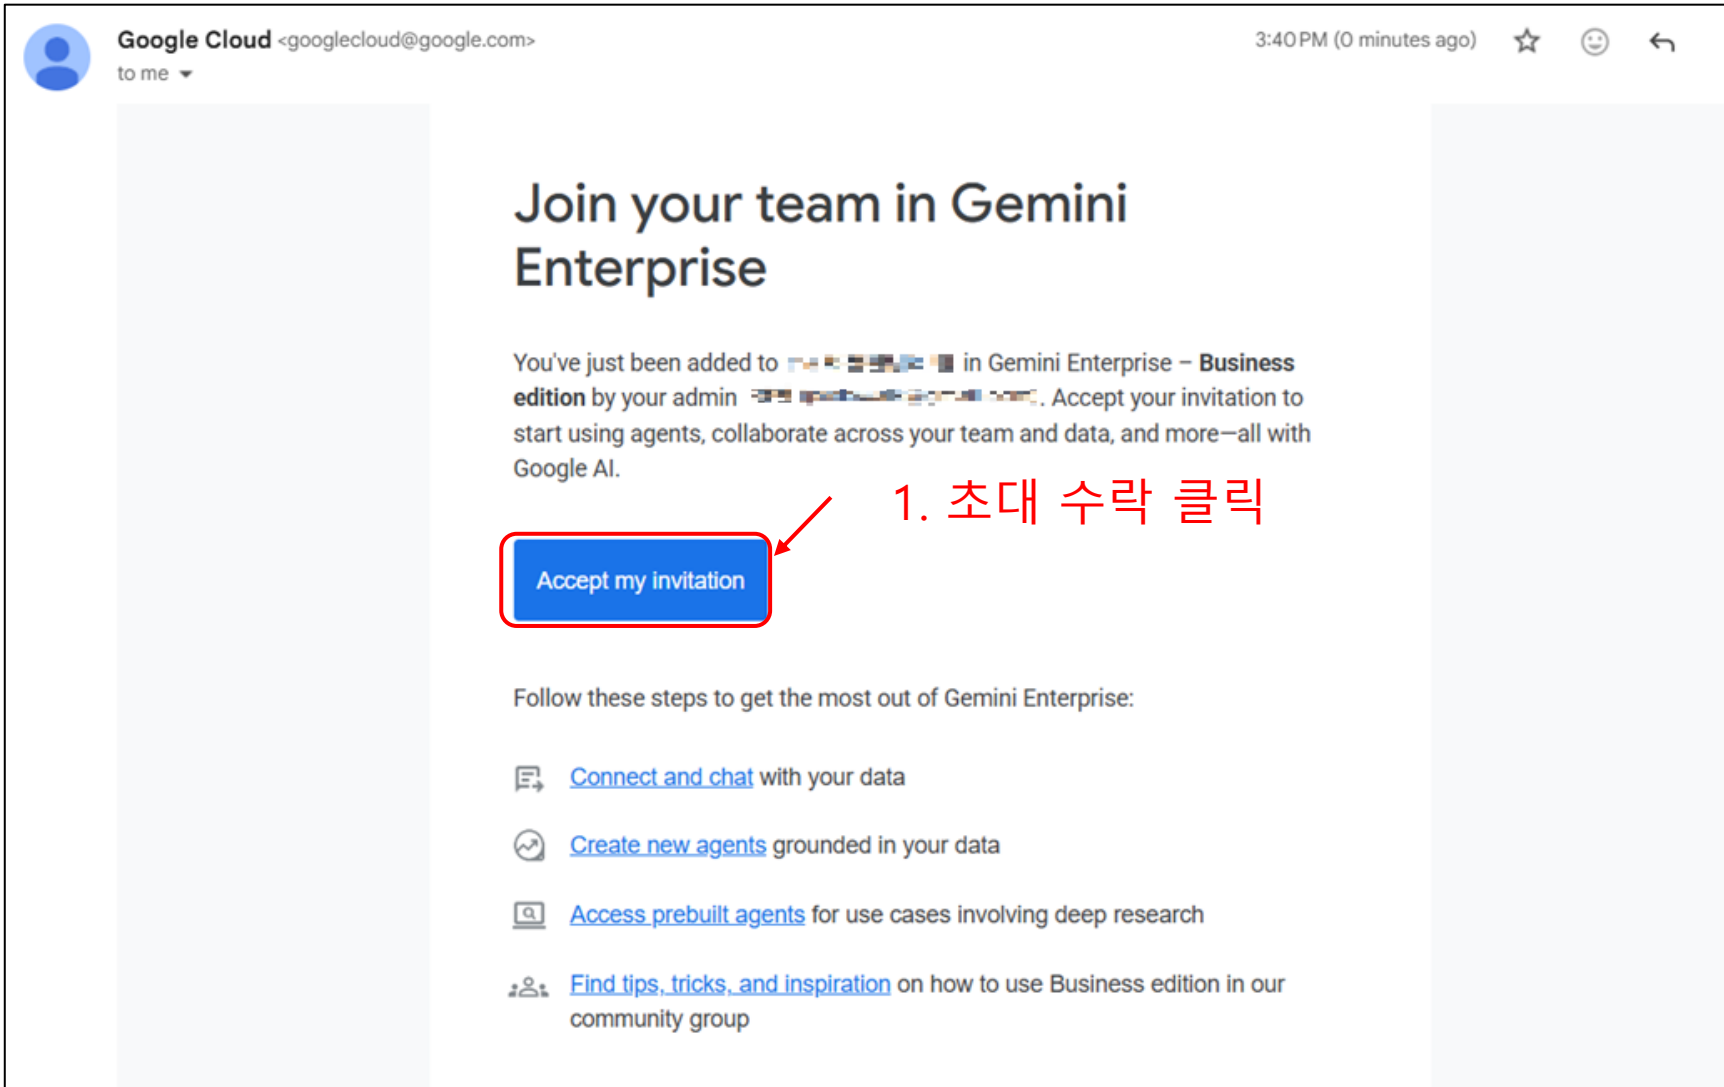 Google Cloud <googlecloud@google.com>
3:40 PM (0 minutes ago)
to me
Join your team in Gemini
Enterprise
You've just been added to in Gemini Enterprise – Business
edition by your admin . Accept your invitation to
start using agents, collaborate across your team and data, and more—all with
Google AI.
1. 초대 수락 클릭
Accept my invitation
Follow these steps to get the most out of Gemini Enterprise:
Connect and chat with your data
Create new agents grounded in your data
Access prebuilt agents for use cases involving deep research
Find tips, tricks, and inspiration on how to use Business edition in our
community group